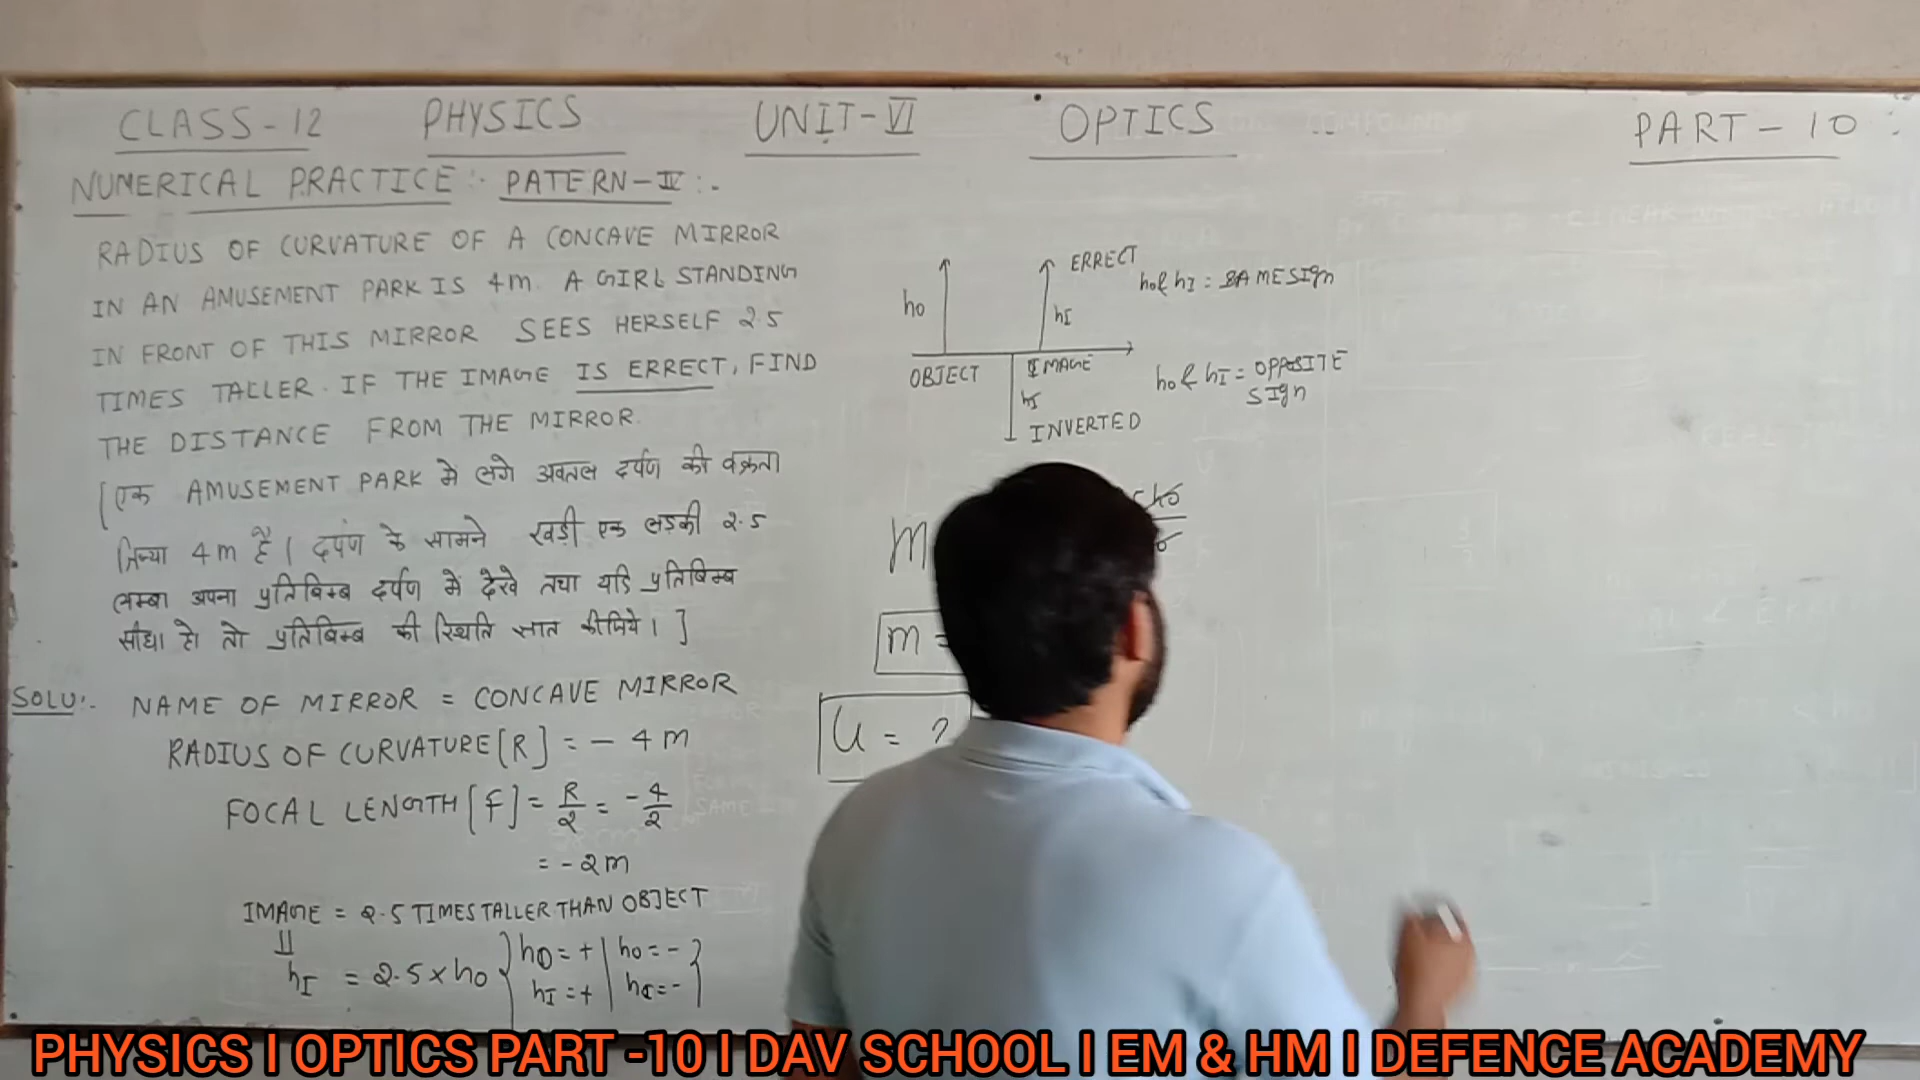 CLASS-12 PHYSICS UNIT-VI OPTICS PART-10
NUMERICAL PRACTICE:- PATERN-IV:-
RADIUS OF CURVATURE OF A CONCAVE MIRROR
IN AN AMUSEMENT PARK IS 4m. A GIRL STANDING
IN FRONT OF THIS MIRROR SEES HERSELF 2.5
TIMES TALLER. IF THE IMAGE IS ERRECT, FIND
THE DISTANCE FROM THE MIRROR.
[एक AMUSEMENT PARK में लगे अवतल दर्पण की वक्रता
त्रिज्या 4m है। दर्पण के सामने खड़ी एक लड़की 2.5
लम्बा अपना प्रतिबिम्ब दर्पण में देखे तथा यदि प्रतिबिम्ब
सीधा हो तो प्रतिबिम्ब की स्थिति ज्ञात कीजिये।]
SOLU:- NAME OF MIRROR = CONCAVE MIRROR
RADIUS OF CURVATURE [R] = - 4 m
FOCAL LENGTH [f] = R/2 = -4/2
= -2m
IMAGE = 2.5 TIMES TALLER THAN OBJECT
hI = 2.5 x ho { hO = + | ho = - }
hI = + | hI = -
ERRECT
ho & hI = SAME SIgn
ho hI
OBJECT IMAGE
ho & hI = OPPOSITE
SIgn
hI
INVERTED
m
ho
m =
U = ?
PHYSICS I OPTICS PART -10 I DAV SCHOOL I EM & HM I DEFENCE ACADEMY